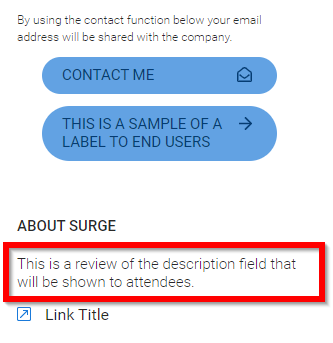 By using the contact function below your email
address will be shared with the company.
CONTACT ME
THIS IS A SAMPLE OF A
LABEL TO END USERS
ABOUT SURGE
This is a review of the description field that
will be shown to attendees.
Link Title